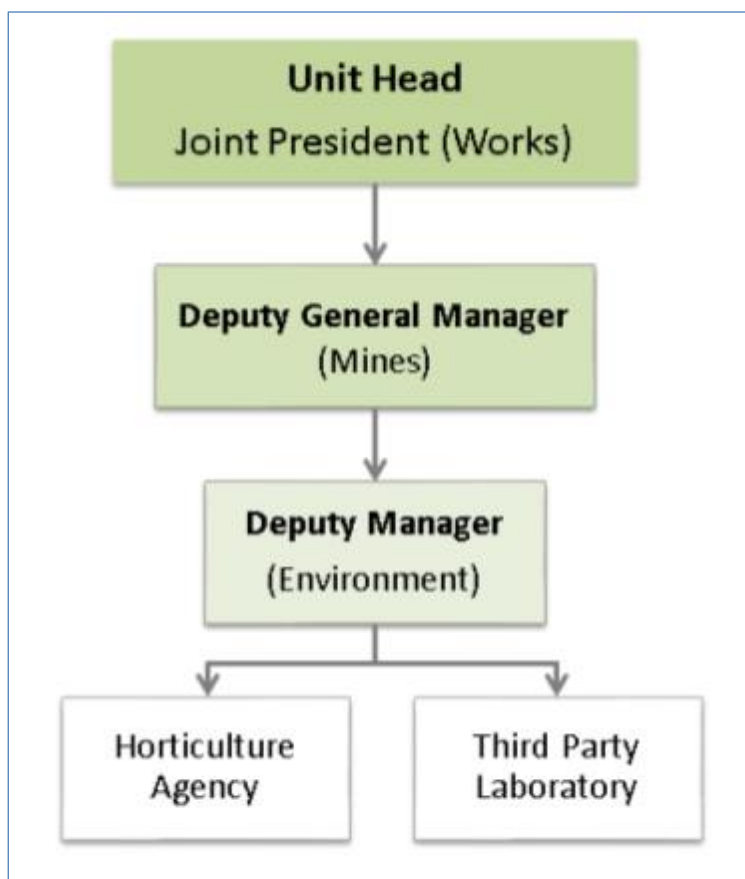 Unit Head
Joint President (Works)
Deputy General Manager
(Mines)
Deputy Manager
(Environment)
Horticulture
Agency
Third Party
Laboratory